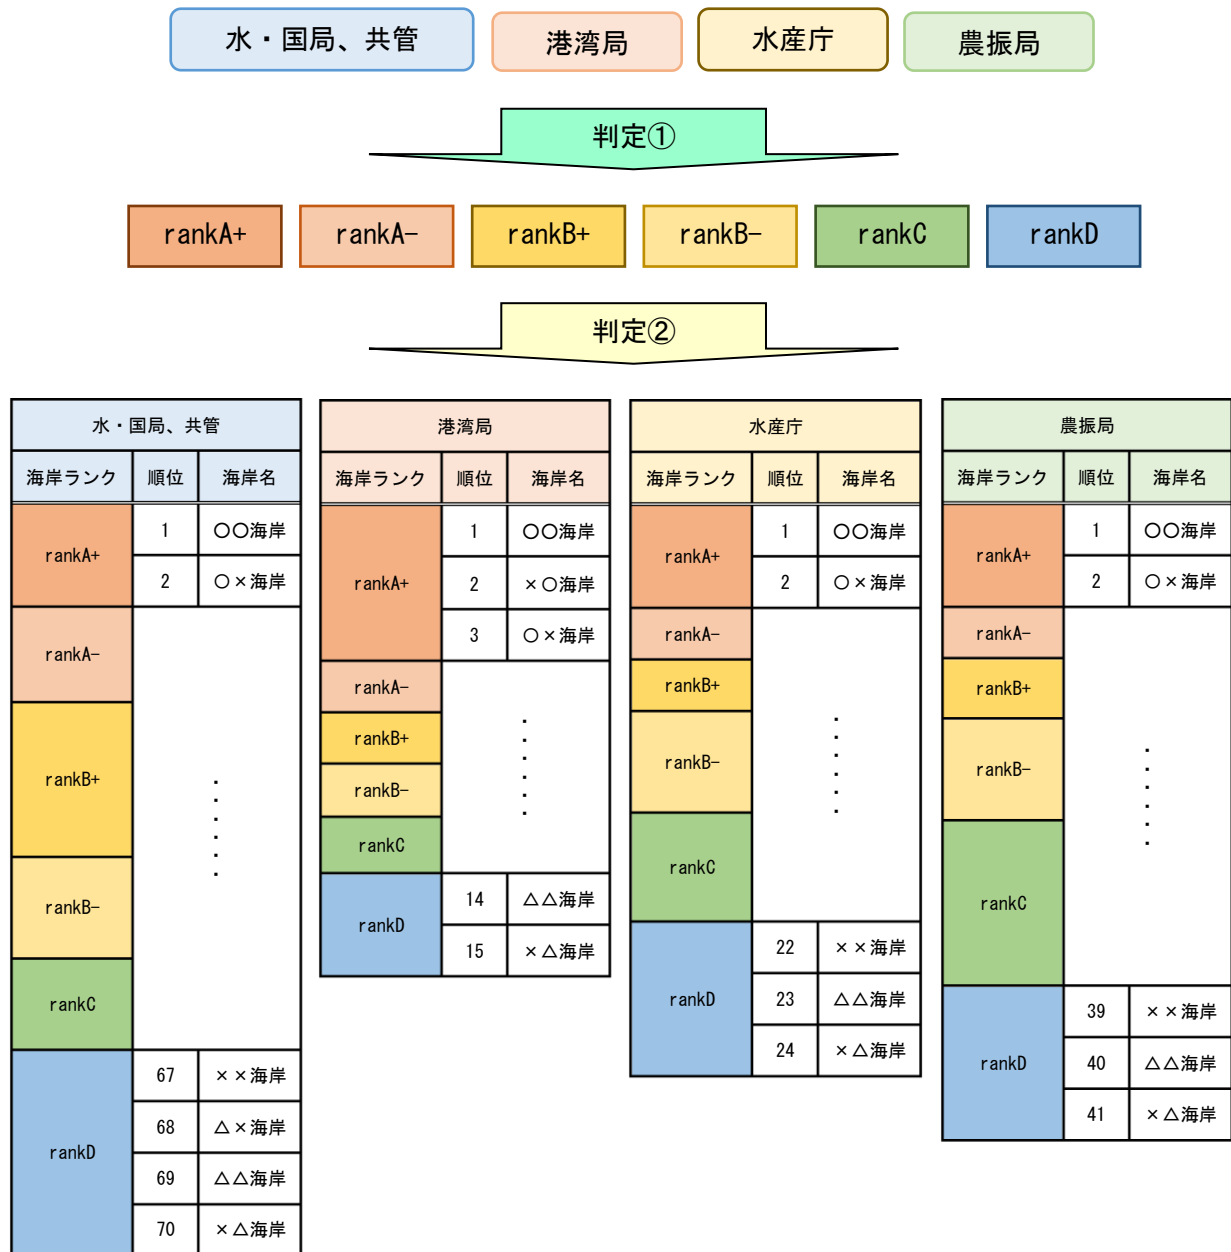 水・国局、共管 港湾局 水産庁 農振局
判定①
rankA+ rankA- rankB+ rankB- rankC rankD
判定②
水・国局、共管
海岸ランク 順位 海岸名
rankA+ 1 〇〇海岸
2 〇×海岸
rankA-
rankB+
rankB-
rankC
rankD 67 ××海岸
68 △×海岸
69 △△海岸
70 ×△海岸
港湾局
海岸ランク 順位 海岸名
rankA+ 1 〇〇海岸
2 ×〇海岸
3 〇×海岸
rankA-
rankB+
rankB-
rankC
rankD 14 △△海岸
15 ×△海岸
水産庁
海岸ランク 順位 海岸名
rankA+ 1 〇〇海岸
2 〇×海岸
rankA-
rankB+
rankB-
rankC
rankD 22 ××海岸
23 △△海岸
24 ×△海岸
農振局
海岸ランク 順位 海岸名
rankA+ 1 〇〇海岸
2 〇×海岸
rankA-
rankB+
rankB-
rankC
rankD 39 ××海岸
40 △△海岸
41 ×△海岸